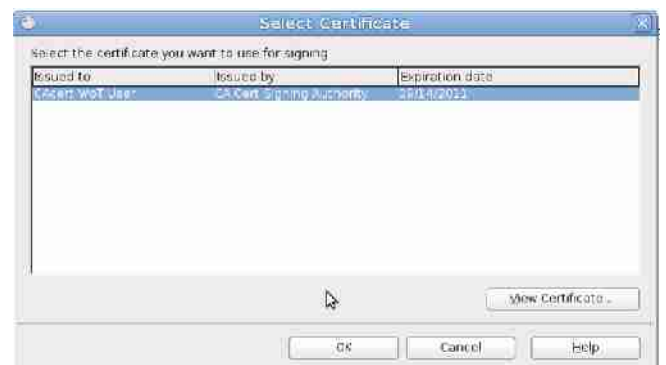 Select Certificate
Select the certificate you want to use for signing
Issued to Issued by Expiration date
CAcert WoT User CA Cert Signing Authority
View Certificate...
OK Cancel Help